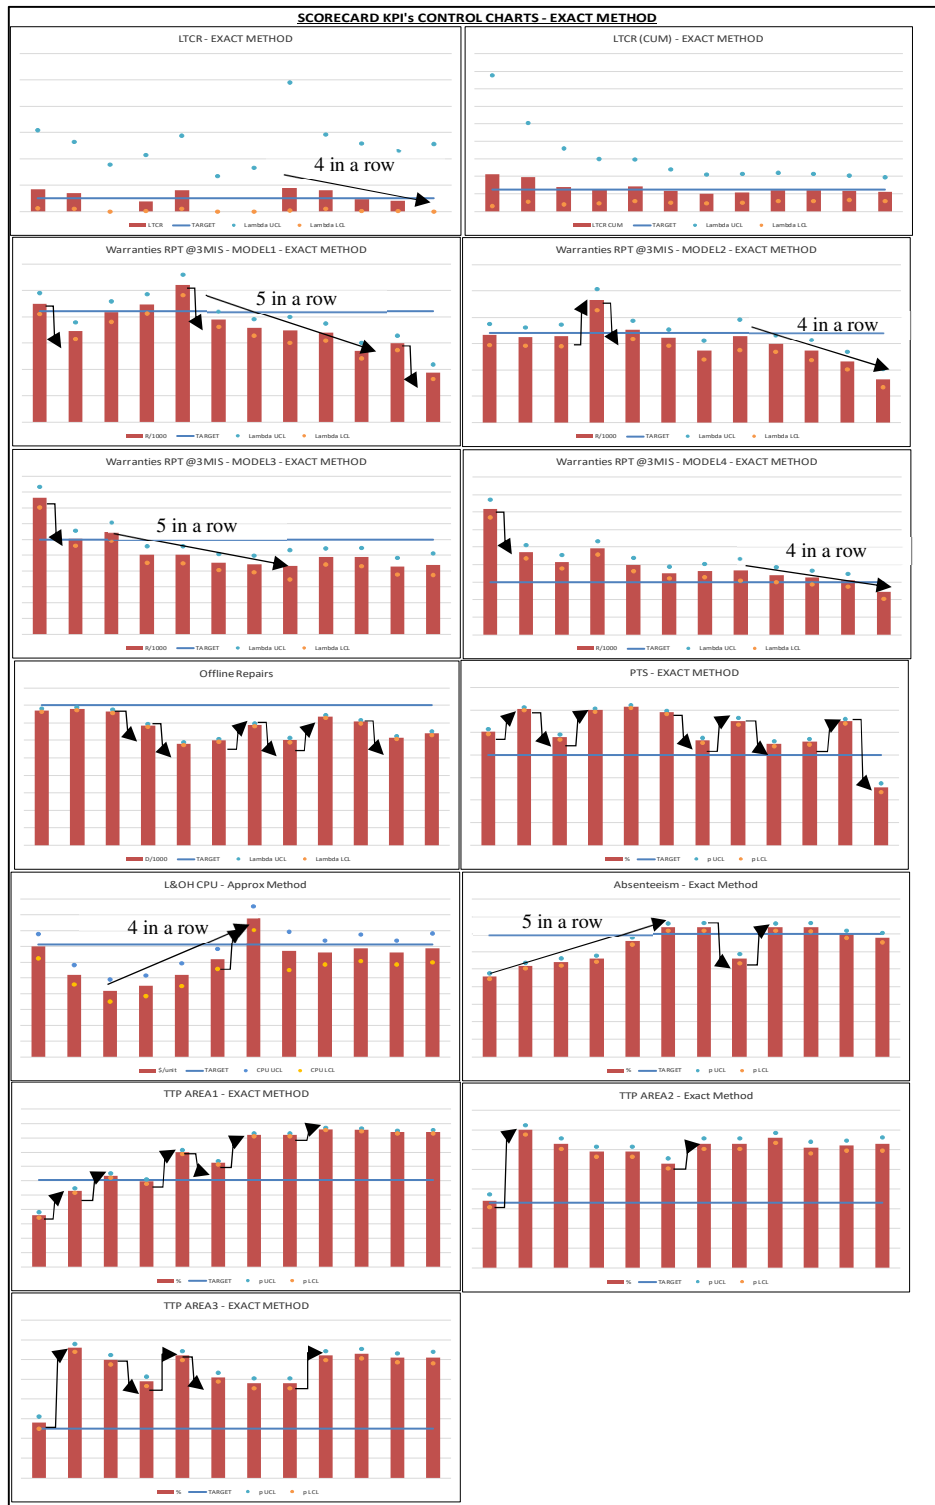 SCORECARD KPI's CONTROL CHARTS - EXACT METHOD
LTCR - EXACT METHOD
4 in a row
LTCR TARGET Lambda UCL Lambda LCL
LTCR (CUM) - EXACT METHOD
LTCR CUM TARGET Lambda UCL Lambda LCL
Warranties RPT @3MIS - MODEL1 - EXACT METHOD
5 in a row
R/1000 TARGET Lambda UCL Lambda LCL
Warranties RPT @3MIS - MODEL2 - EXACT METHOD
4 in a row
R/1000 TARGET Lambda UCL Lambda LCL
Warranties RPT @3MIS - MODEL3 - EXACT METHOD
5 in a row
R/1000 TARGET Lambda UCL Lambda LCL
Warranties RPT @3MIS - MODEL4 - EXACT METHOD
4 in a row
R/1000 TARGET Lambda UCL Lambda LCL
Offline Repairs
D/1000 TARGET Lambda UCL Lambda LCL
PTS - EXACT METHOD
% TARGET p UCL p LCL
L&OH CPU - Approx Method
4 in a row
$/unit TARGET CPU UCL CPU LCL
Absenteeism - Exact Method
5 in a row
% TARGET p UCL p LCL
TTP AREA1 - EXACT METHOD
% TARGET p UCL p LCL
TTP AREA2 - Exact Method
% TARGET p UCL p LCL
TTP AREA3 - EXACT METHOD
% TARGET p UCL p LCL